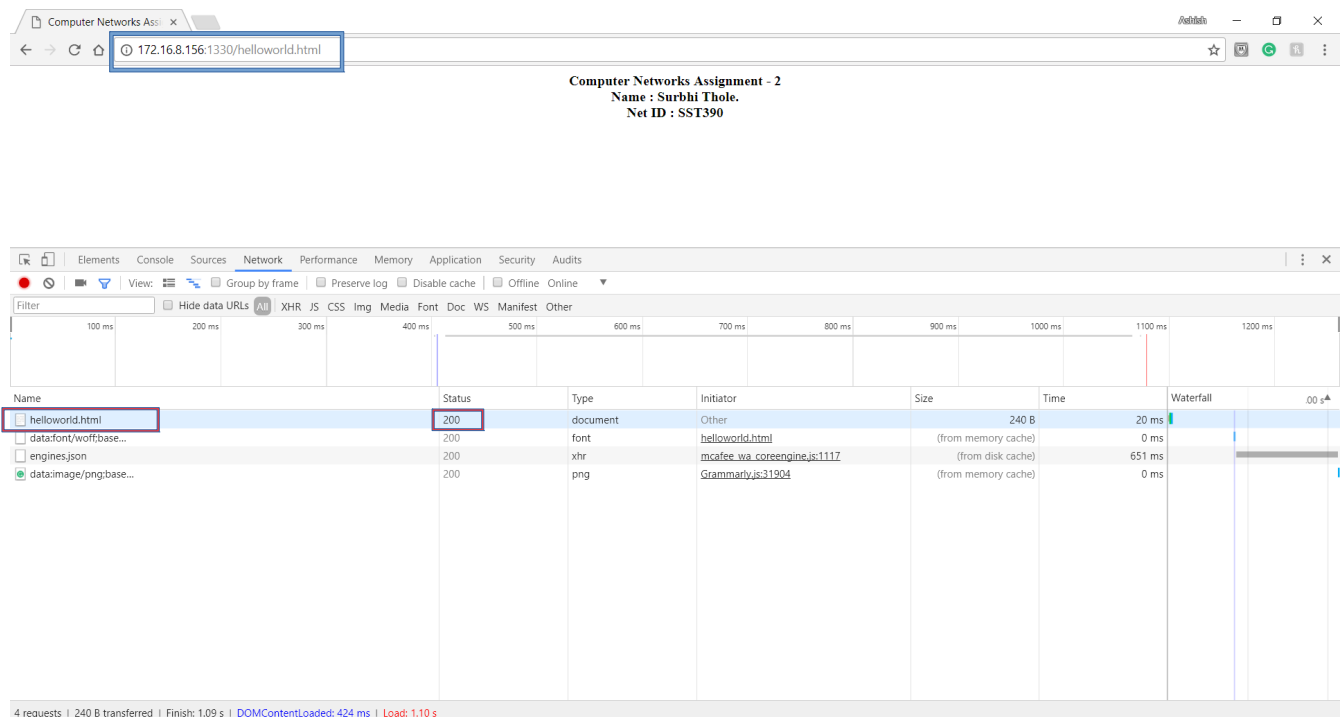 Computer Networks Assi
Ashish
172.16.8.156:1330/helloworld.html
Computer Networks Assignment - 2
Name : Surbhi Thole.
Net ID : SST390
Elements Console Sources Network Performance Memory Application Security Audits
View: Group by frame Preserve log Disable cache Offline Online
Filter Hide data URLs All XHR JS CSS Img Media Font Doc WS Manifest Other
100 ms 200 ms 300 ms 400 ms 500 ms 600 ms 700 ms 800 ms 900 ms 1000 ms 1100 ms 1200 ms
Name Status Type Initiator Size Time Waterfall .00 s
helloworld.html 200 document Other 240 B 20 ms
data:font/woff;base... 200 font helloworld.html (from memory cache) 0 ms
engines.json 200 xhr mcafee_wa_coreengine.js:1117 (from disk cache) 651 ms
data:image/png;base... 200 png Grammarly.js:31904 (from memory cache) 0 ms
4 requests | 240 B transferred | Finish: 1.09 s | DOMContentLoaded: 424 ms | Load: 1.10 s